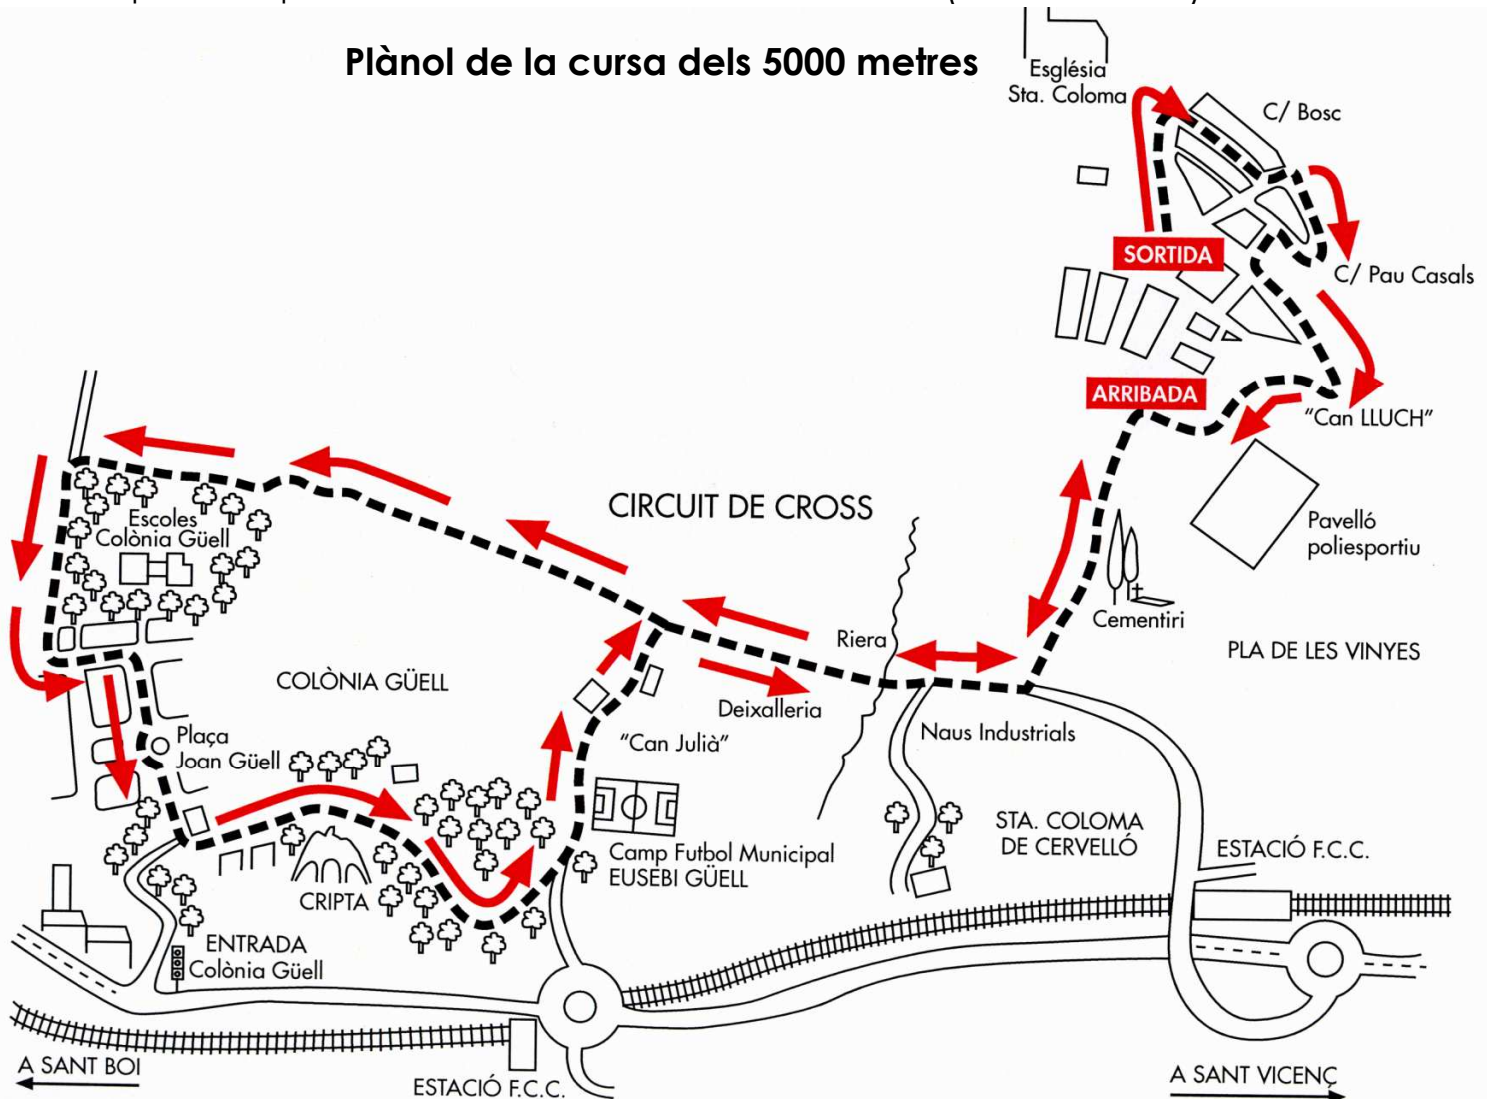 Plànol de la cursa dels 5000 metres
Església
Sta. Coloma
C/ Bosc
SORTIDA
C/ Pau Casals
ARRIBADA
"Can LLUCH"
CIRCUIT DE CROSS
Escoles
Colònia Güell
Pavelló
poliesportiu
Cementiri
Riera
PLA DE LES VINYES
COLÒNIA GÜELL
Deixalleria
Naus Industrials
Plaça
Joan Güell
"Can Julià"
STA. COLOMA
DE CERVELLÓ
ESTACIÓ F.C.C.
Camp Futbol Municipal
EUSEBI GÜELL
CRIPTA
ENTRADA
Colònia Güell
A SANT BOI
ESTACIÓ F.C.C.
A SANT VICENÇ